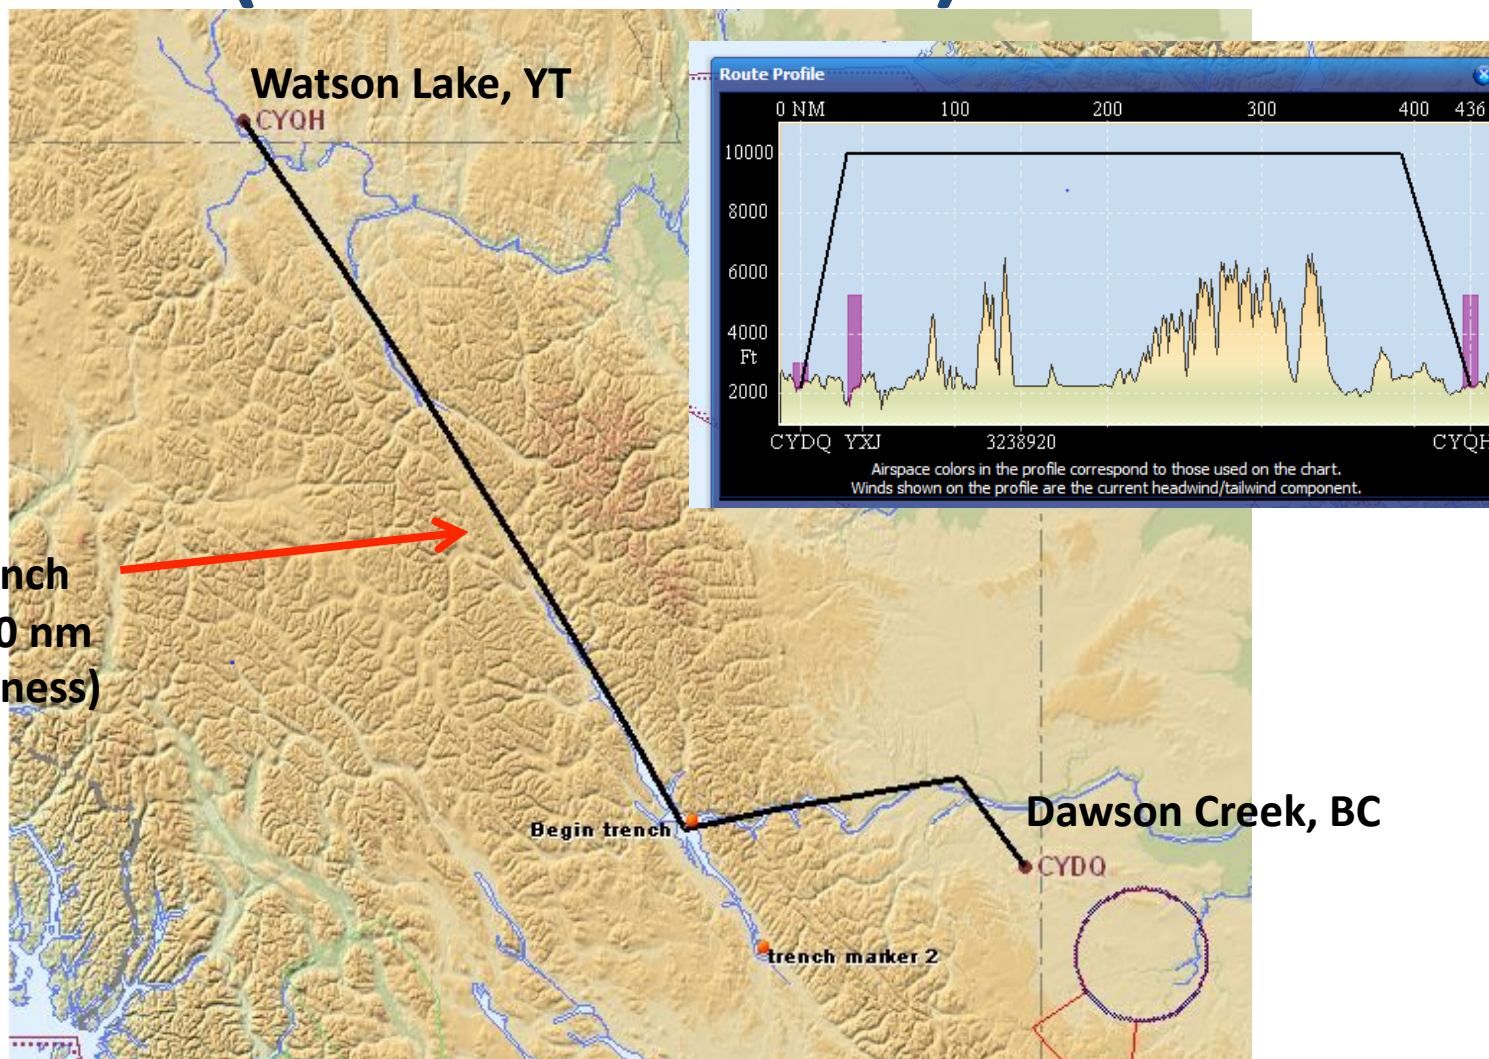 Watson Lake, YT
CYQH
Route Profile
0 NM 100 200 300 400 436
10000
8000
6000
4000
Ft
2000
CYDQ YXJ 3238920 CYQH
Airspace colors in the profile correspond to those used on the chart.
Winds shown on the profile are the current headwind/tailwind component.
nch
0 nm
ness)
Begin trench
Dawson Creek, BC
CYDQ
trench marker 2